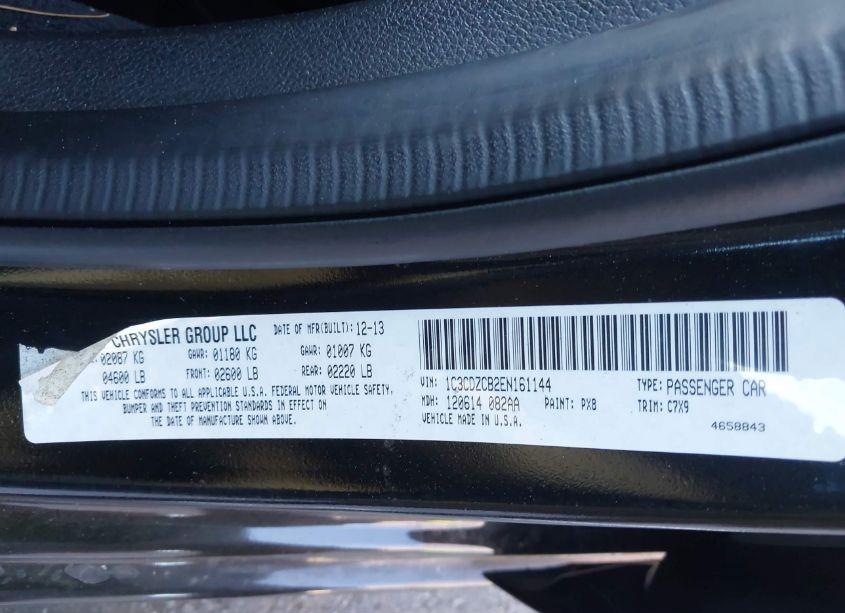 CHRYSLER GROUP LLC DATE OF MFR(BUILT): 12-13
02087 KG GAWR: 01180 KG GAWR: 01007 KG
04600 LB FRONT: 02600 LB REAR: 02220 LB
THIS VEHICLE CONFORMS TO ALL APPLICABLE U.S.A. FEDERAL MOTOR VEHICLE SAFETY,
BUMPER AND THEFT PREVENTION STANDARDS IN EFFECT ON
THE DATE OF MANUFACTURE SHOWN ABOVE.
VIN: 1C3CDZCB2EN161144 TYPE: PASSENGER CAR
MDH: 120614 082AA PAINT: PX8 TRIM: C7X9
VEHICLE MADE IN U.S.A. 4658843